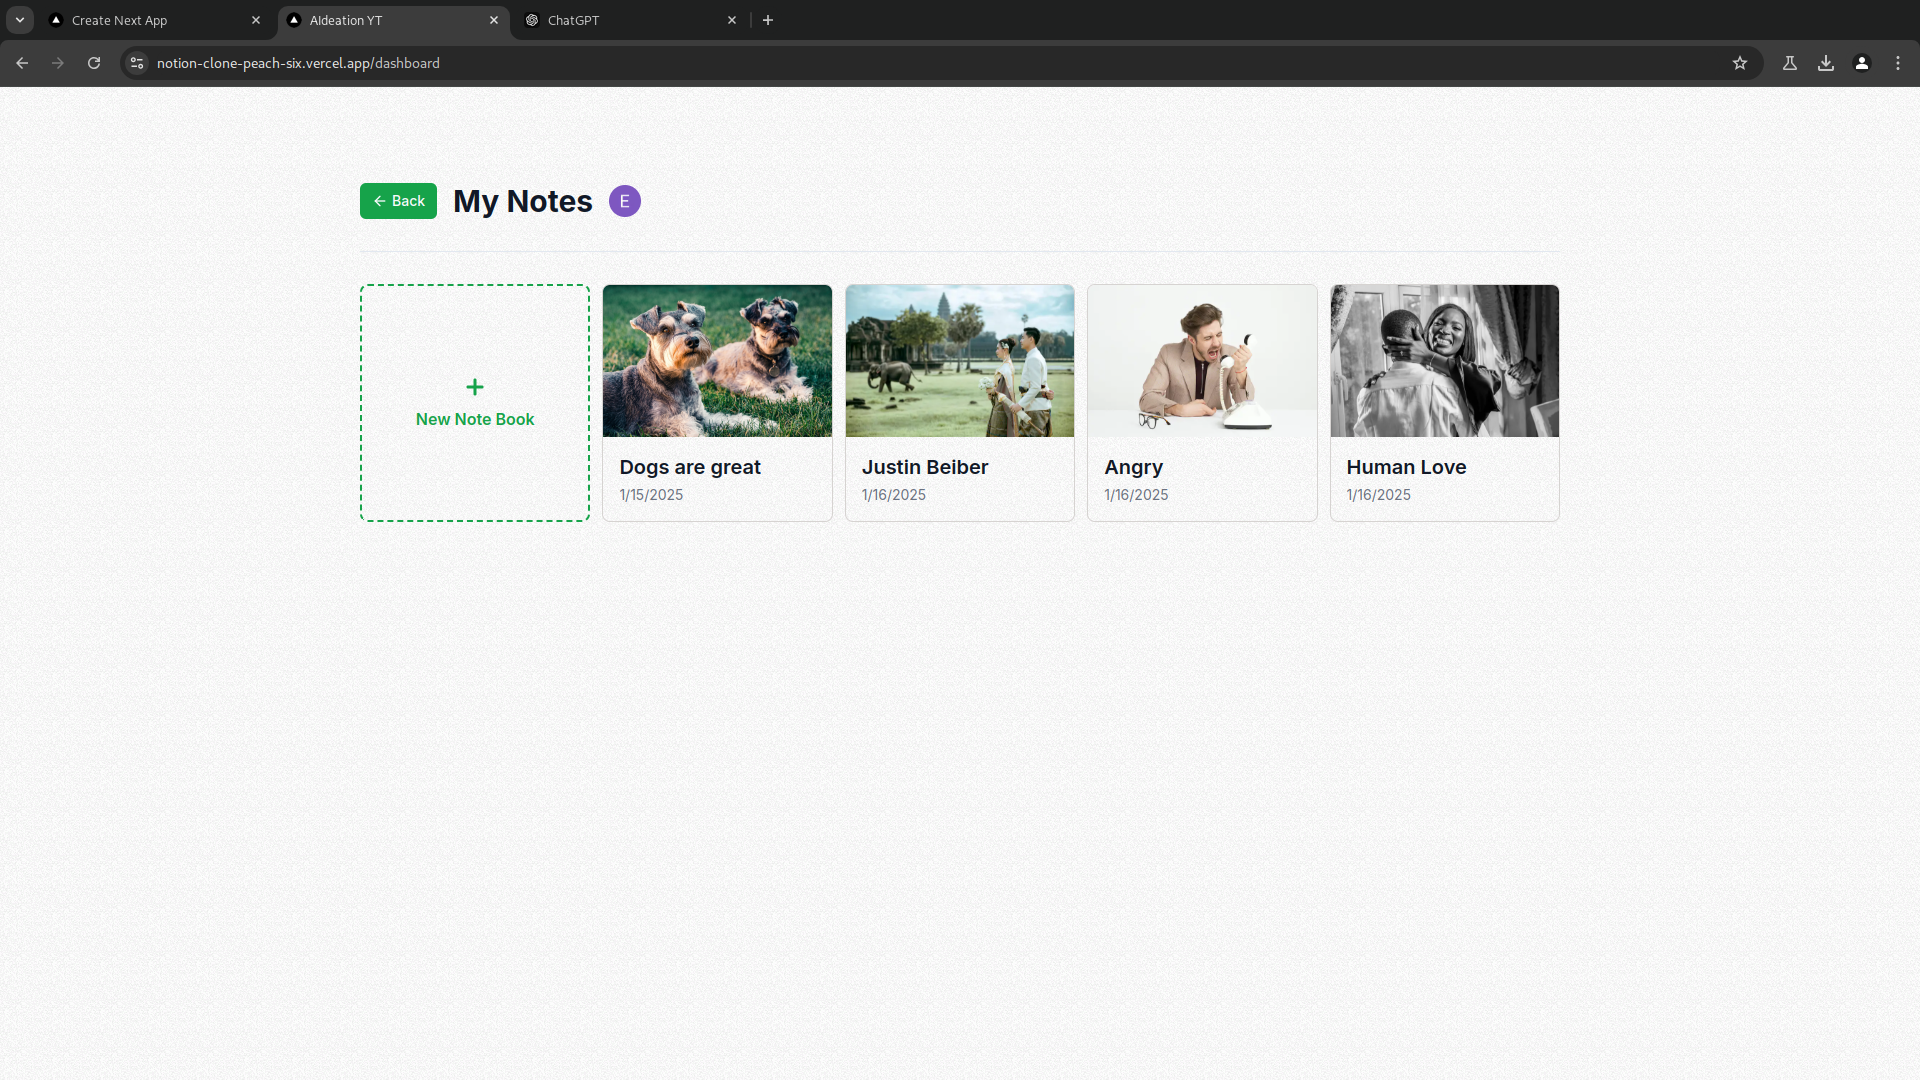 Create Next App
AIdeation YT
ChatGPT
notion-clone-peach-six.vercel.app/dashboard
Back
My Notes
E
New Note Book
Dogs are great
1/15/2025
Justin Beiber
1/16/2025
Angry
1/16/2025
Human Love
1/16/2025